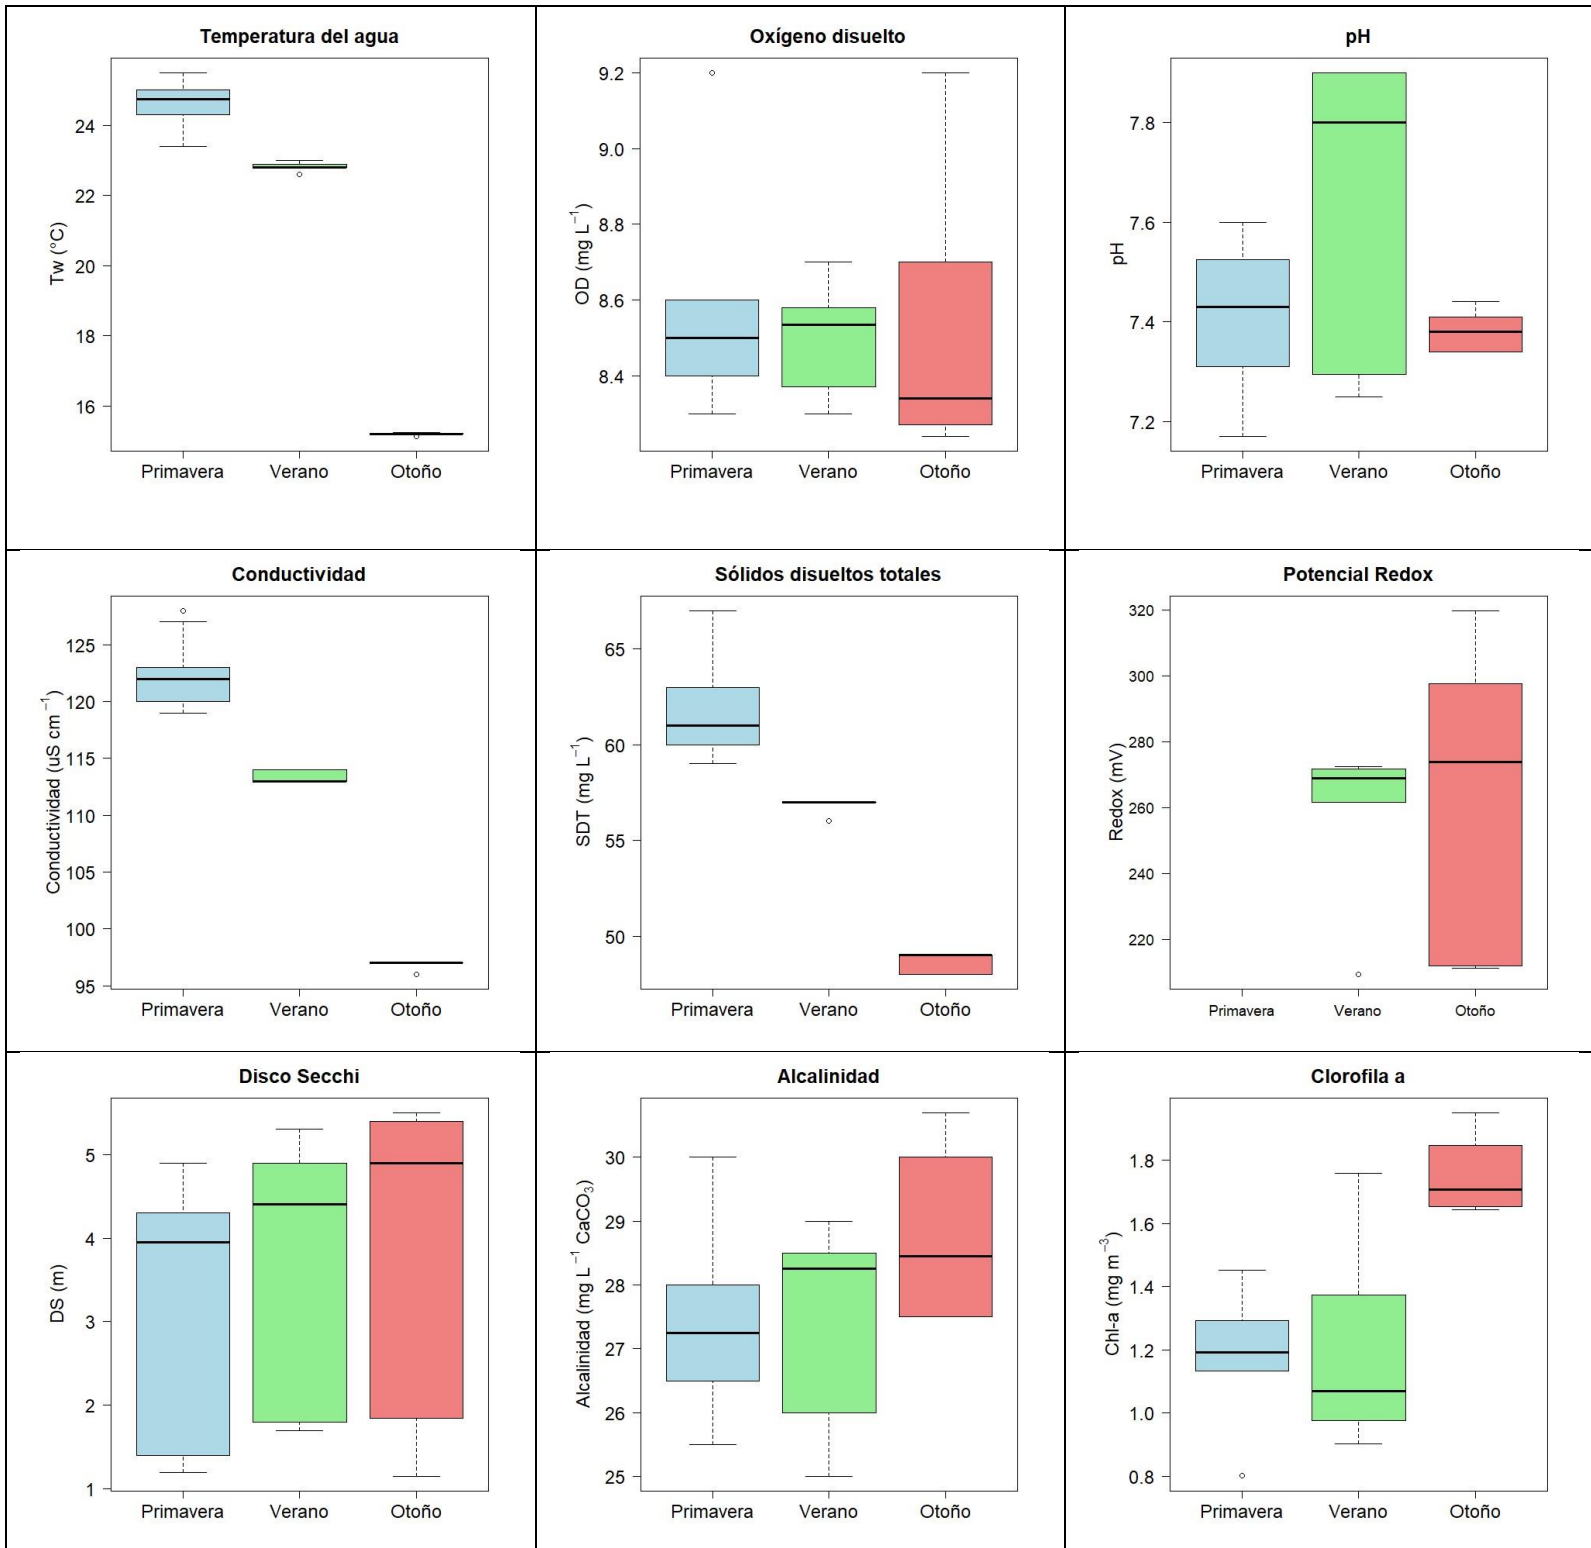 Temperatura del agua
Tw (°C)
24
22
20
18
16
Primavera Verano Otoño
Oxígeno disuelto
OD (mg L⁻¹)
9.2
9.0
8.8
8.6
8.4
Primavera Verano Otoño
pH
pH
7.8
7.6
7.4
7.2
Primavera Verano Otoño
Conductividad
Conductividad (uS cm⁻¹)
125
120
115
110
105
100
95
Primavera Verano Otoño
Sólidos disueltos totales
SDT (mg L⁻¹)
65
60
55
50
Primavera Verano Otoño
Potencial Redox
Redox (mV)
320
300
280
260
240
220
Primavera Verano Otoño
Disco Secchi
DS (m)
5
4
3
2
1
Primavera Verano Otoño
Alcalinidad
Alcalinidad (mg L⁻¹ CaCO₃)
30
29
28
27
26
25
Primavera Verano Otoño
Clorofila a
Chl-a (mg m⁻³)
1.8
1.6
1.4
1.2
1.0
0.8
Primavera Verano Otoño